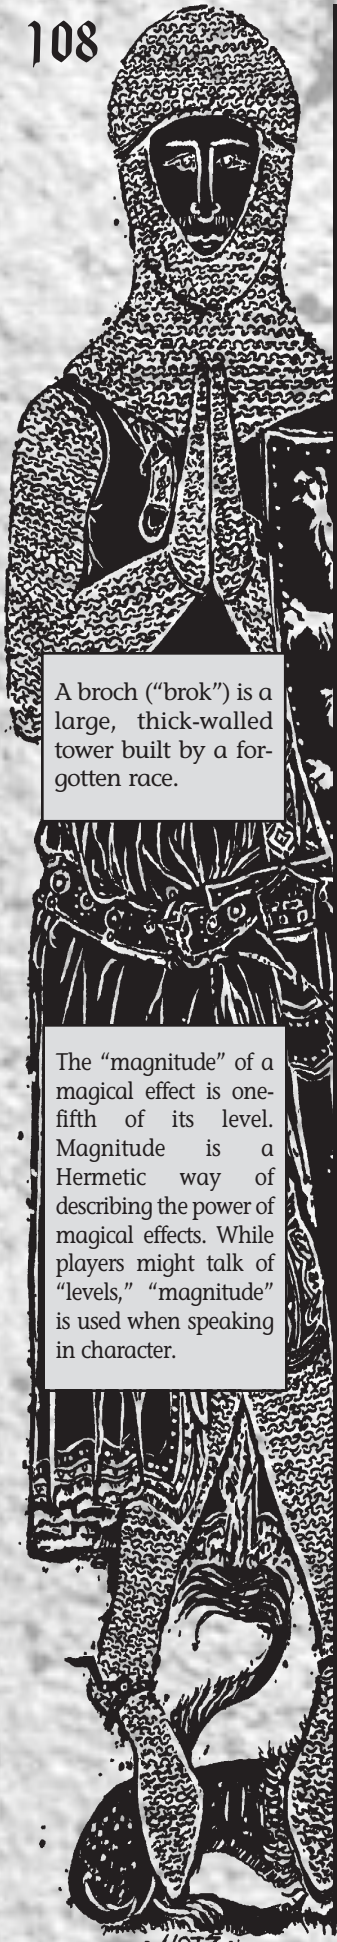 108
A broch (“brok”) is a
large, thick-walled
tower built by a for-
gotten race.
The “magnitude” of a
magical effect is one-
fifth of its level.
Magnitude is a
Hermetic way of
describing the power of
magical effects. While
players might talk of
“levels,” “magnitude”
is used when speaking
in character.